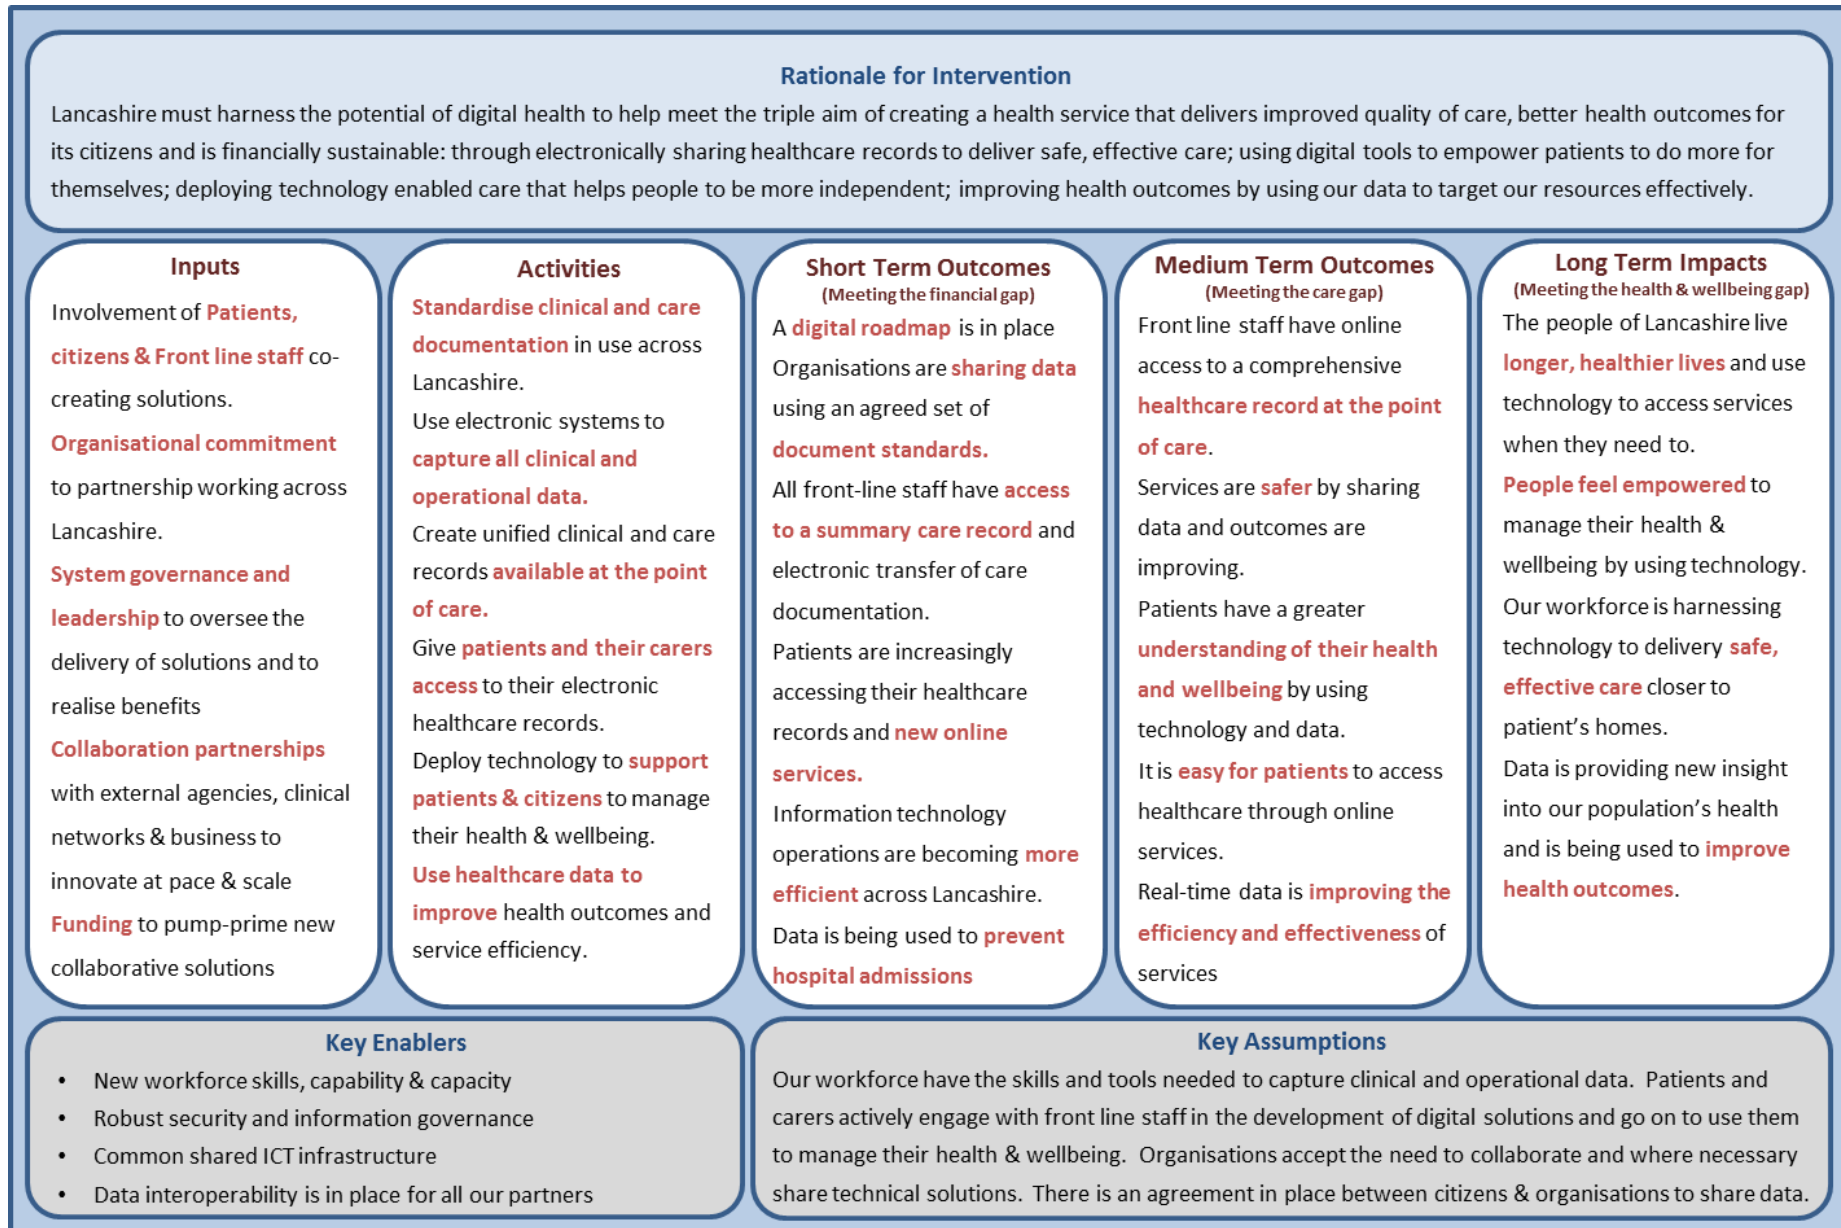 Rationale for Intervention
Lancashire must harness the potential of digital health to help meet the triple aim of creating a health service that delivers improved quality of care, better health outcomes for
its citizens and is financially sustainable: through electronically sharing healthcare records to deliver safe, effective care; using digital tools to empower patients to do more for
themselves; deploying technology enabled care that helps people to be more independent; improving health outcomes by using our data to target our resources effectively.
Inputs
Involvement of Patients,
citizens & Front line staff co-
creating solutions.
Organisational commitment
to partnership working across
Lancashire.
System governance and
leadership to oversee the
delivery of solutions and to
realise benefits
Collaboration partnerships
with external agencies, clinical
networks & business to
innovate at pace & scale
Funding to pump-prime new
collaborative solutions
Activities
Standardise clinical and care
documentation in use across
Lancashire.
Use electronic systems to
capture all clinical and
operational data.
Create unified clinical and care
records available at the point
of care.
Give patients and their carers
access to their electronic
healthcare records.
Deploy technology to support
patients & citizens to manage
their health & wellbeing.
Use healthcare data to
improve health outcomes and
service efficiency.
Short Term Outcomes
(Meeting the financial gap)
A digital roadmap is in place
Organisations are sharing data
using an agreed set of
document standards.
All front-line staff have access
to a summary care record and
electronic transfer of care
documentation.
Patients are increasingly
accessing their healthcare
records and new online
services.
Information technology
operations are becoming more
efficient across Lancashire.
Data is being used to prevent
hospital admissions
Medium Term Outcomes
(Meeting the care gap)
Front line staff have online
access to a comprehensive
healthcare record at the point
of care.
Services are safer by sharing
data and outcomes are
improving.
Patients have a greater
understanding of their health
and wellbeing by using
technology and data.
It is easy for patients to access
healthcare through online
services.
Real-time data is improving the
efficiency and effectiveness of
services
Long Term Impacts
(Meeting the health & wellbeing gap)
The people of Lancashire live
longer, healthier lives and use
technology to access services
when they need to.
People feel empowered to
manage their health &
wellbeing by using technology.
Our workforce is harnessing
technology to delivery safe,
effective care closer to
patient's homes.
Data is providing new insight
into our population's health
and is being used to improve
health outcomes.
Key Enablers
• New workforce skills, capability & capacity
• Robust security and information governance
• Common shared ICT infrastructure
• Data interoperability is in place for all our partners
Key Assumptions
Our workforce have the skills and tools needed to capture clinical and operational data. Patients and
carers actively engage with front line staff in the development of digital solutions and go on to use them
to manage their health & wellbeing. Organisations accept the need to collaborate and where necessary
share technical solutions. There is an agreement in place between citizens & organisations to share data.